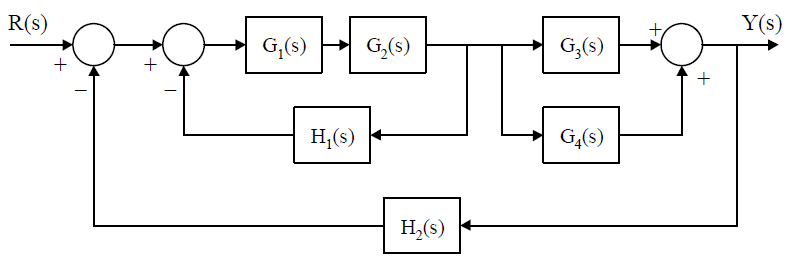 R(s) Y(s)
G₁(s) G₂(s) G₃(s) +
+ + +
− −
H₁(s) G₄(s)
H₂(s)